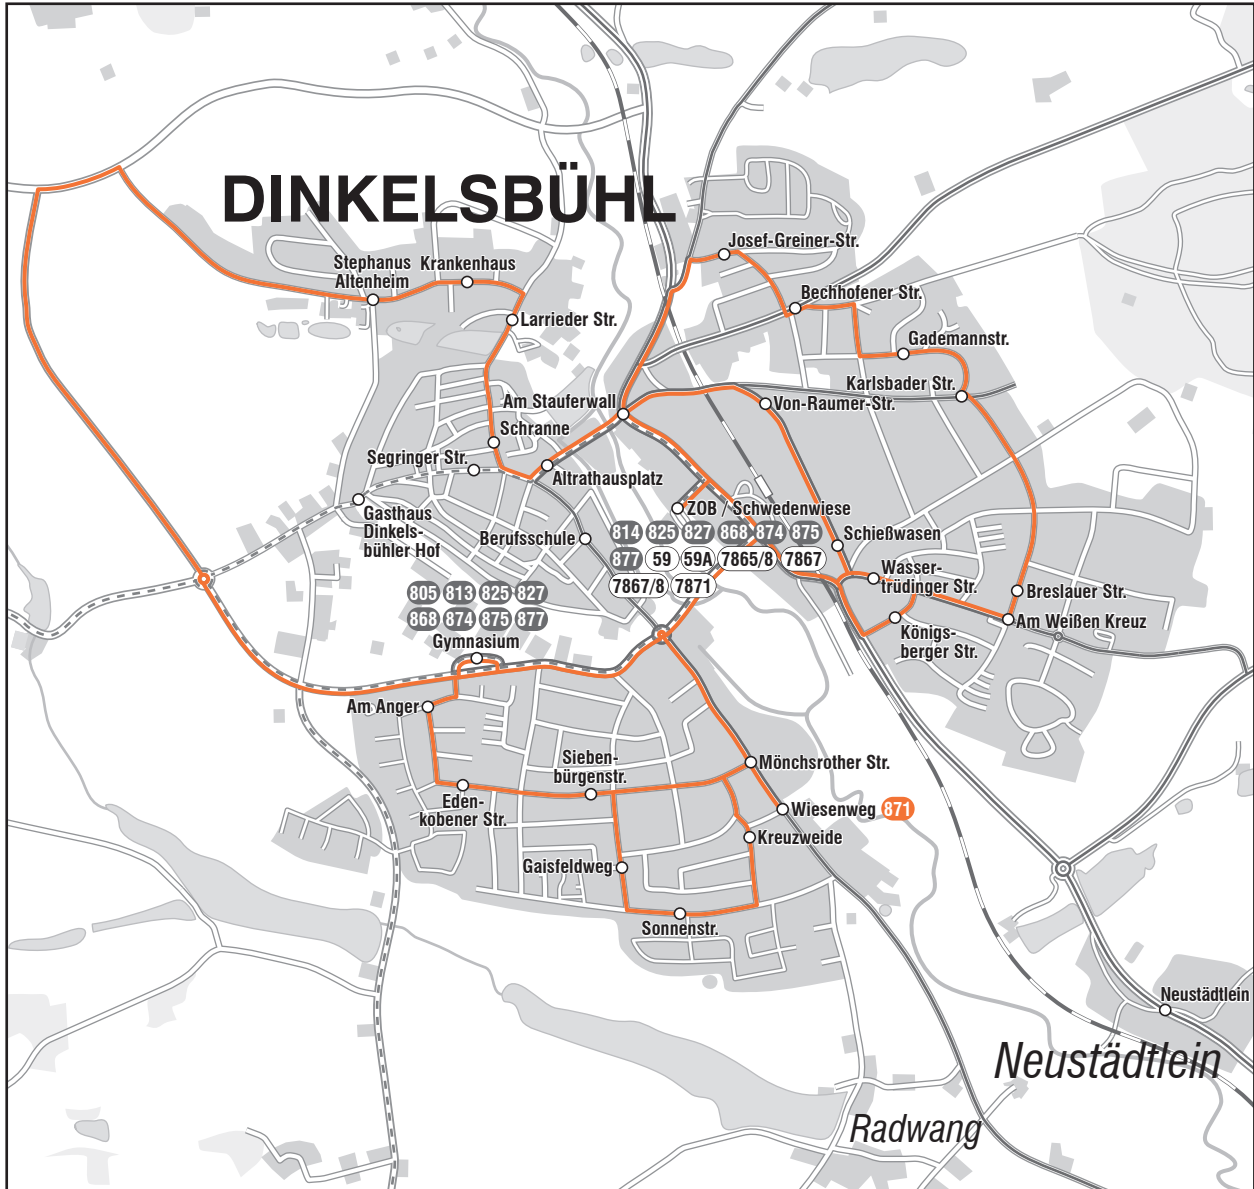 DINKELSBÜHL
Stephanus
Altenheim
Krankenhaus
Larrieder Str.
Josef-Greiner-Str.
Bechhofener Str.
Gademannstr.
Karlsbader Str.
Am Stauferwall
Von-Raumer-Str.
Schranne
Segringer Str.
Altrathausplatz
Gasthaus
Dinkels-
bühler Hof
Berufsschule
ZOB / Schwedenwiese
814 825 827 868 874 875
877 59 59A 7865/8 7867
7867/8 7871
Schießwasen
Wasser-
trüdinger Str.
Breslauer Str.
Am Weißen Kreuz
Königs-
berger Str.
805 813 825 827
868 874 875 877
Gymnasium
Am Anger
Sieben-
bürgenstr.
Mönchsrother Str.
Eden-
kobener Str.
Wiesenweg 871
Kreuzweide
Gaisfeldweg
Sonnenstr.
Neustädtlein
Neustädtlein
Radwang